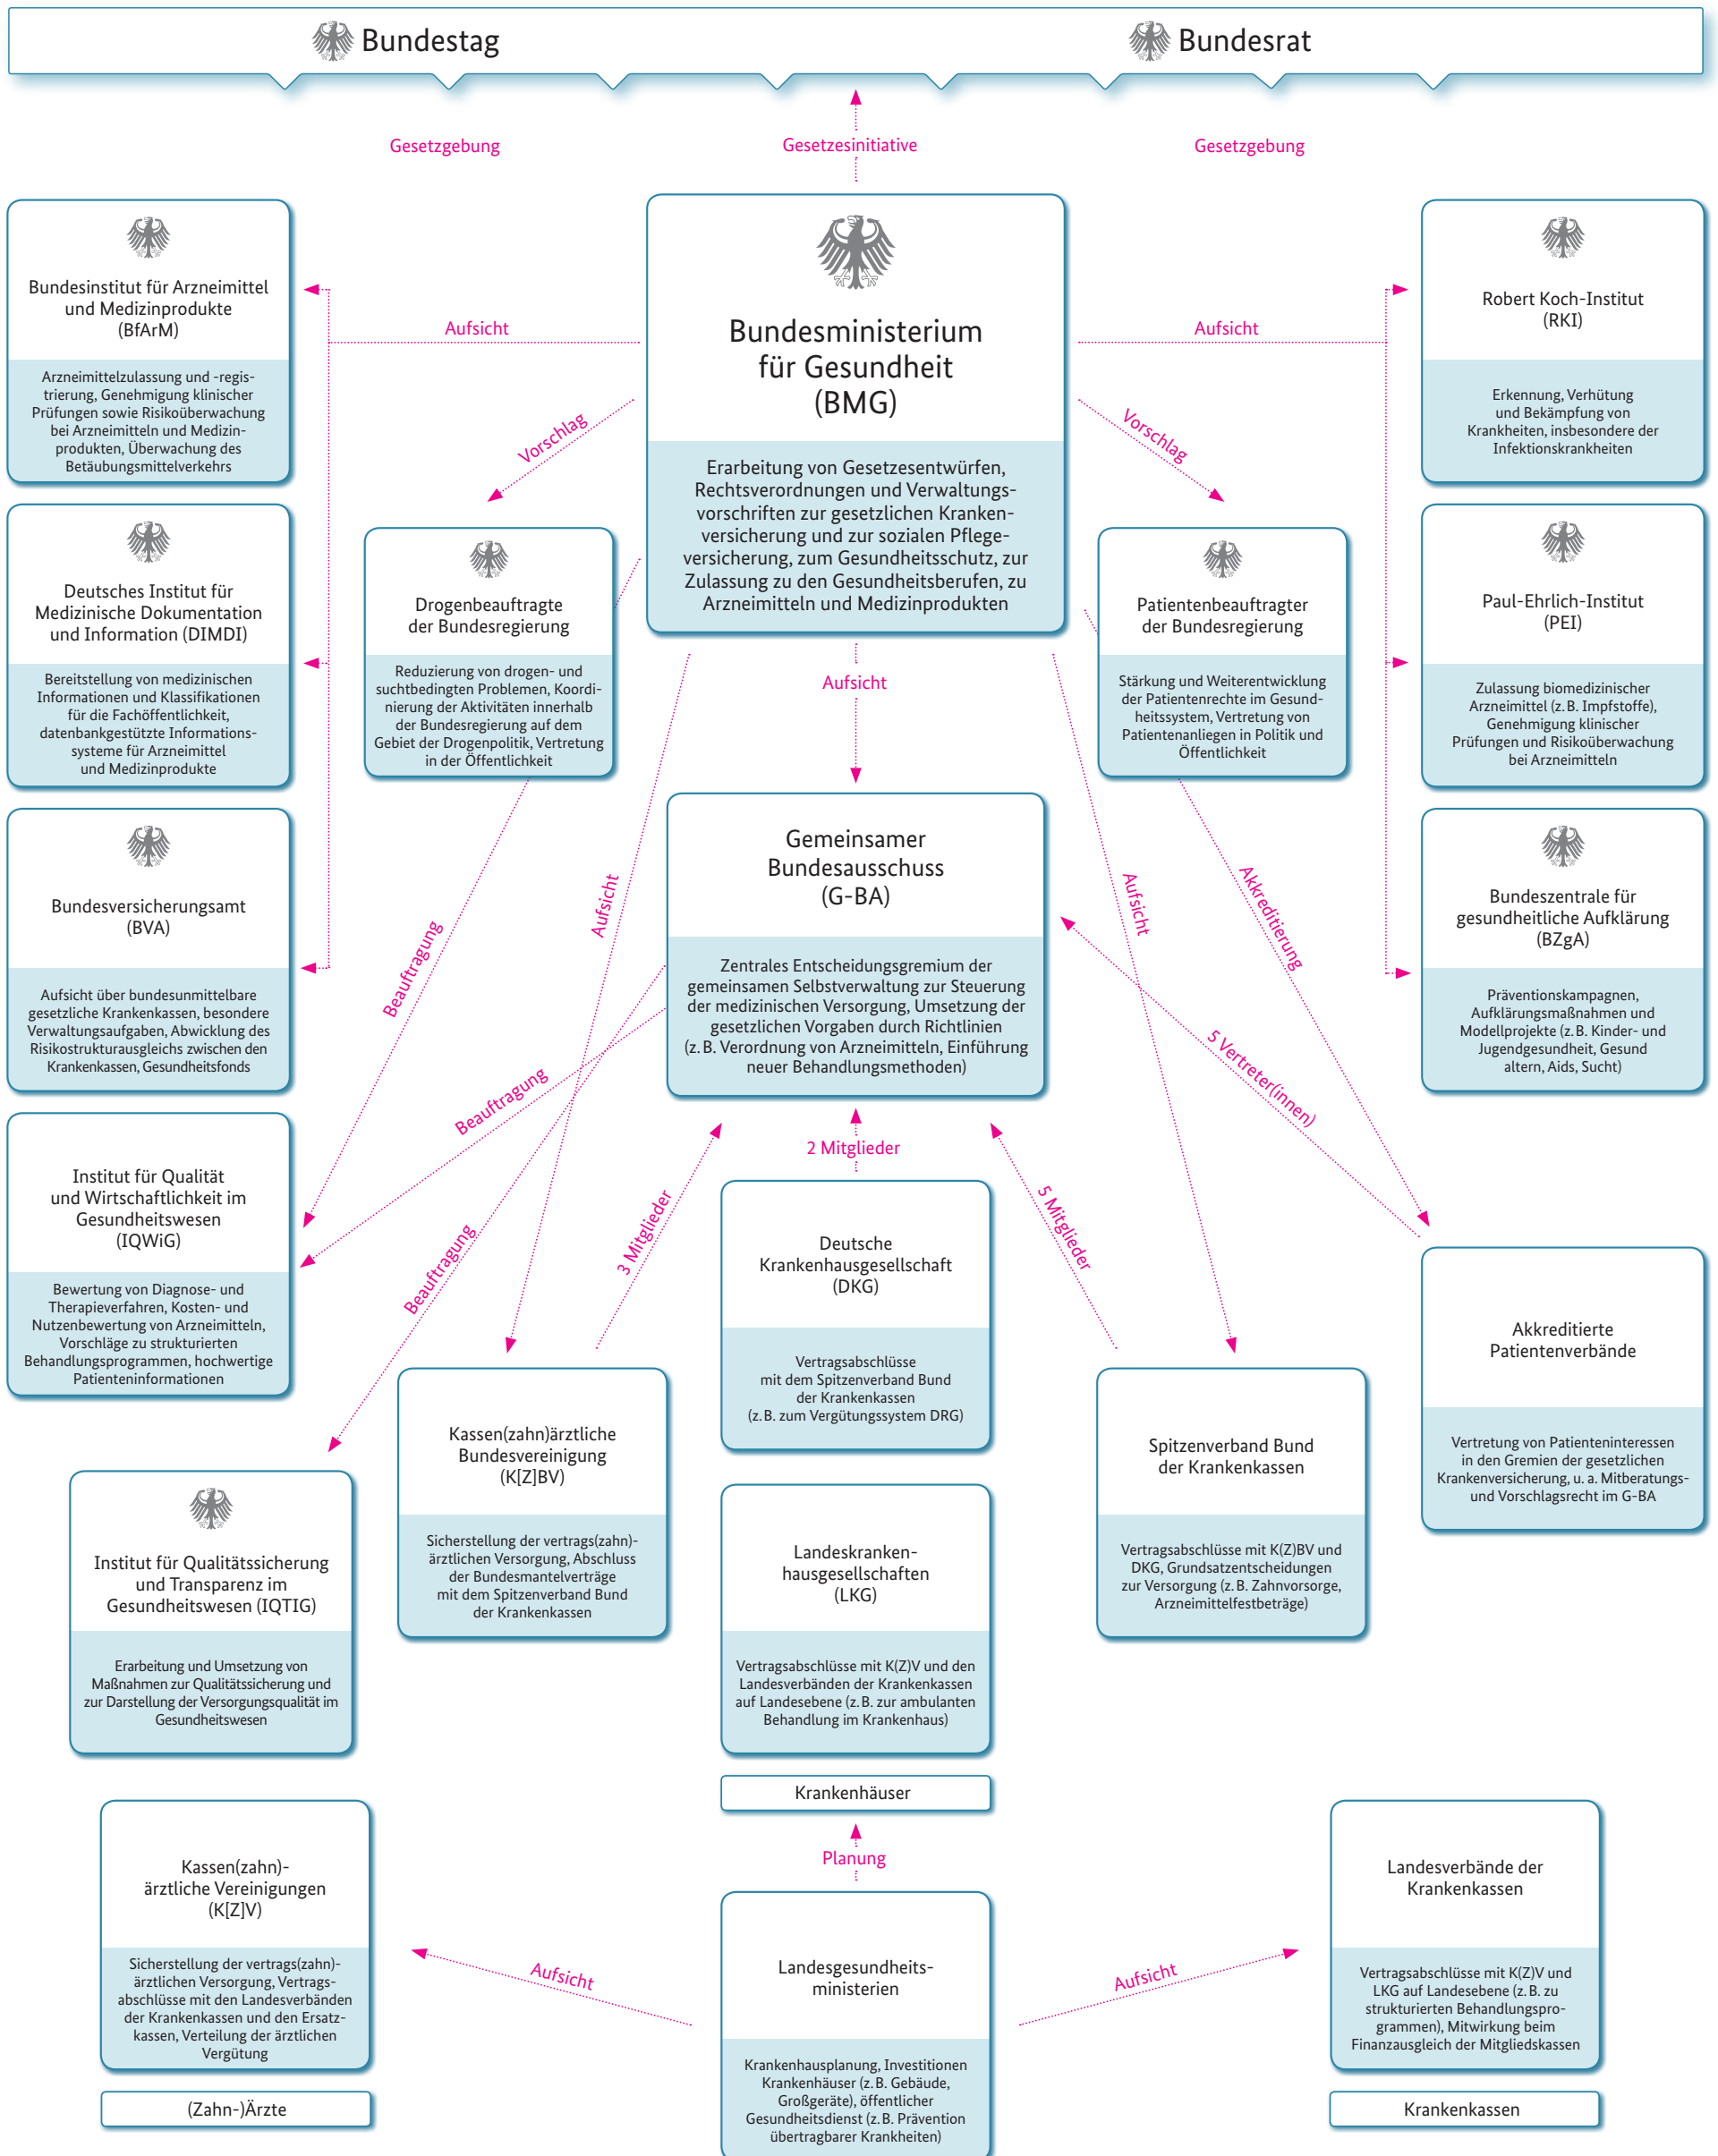 Bundestag
Bundesrat
Gesetzgebung
Gesetzesinitiative
Gesetzgebung
Bundesinstitut für Arzneimittel
und Medizinprodukte
(BfArM)
Arzneimittelzulassung und -regis-
trierung, Genehmigung klinischer
Prüfungen sowie Risikoüberwachung
bei Arzneimitteln und Medizin-
produkten, Überwachung des
Betäubungsmittelverkehrs
Aufsicht
Bundesministerium
für Gesundheit
(BMG)
Erarbeitung von Gesetzesentwürfen,
Rechtsverordnungen und Verwaltungs-
vorschriften zur gesetzlichen Kranken-
versicherung und zur sozialen Pflege-
versicherung, zum Gesundheitsschutz, zur
Zulassung zu den Gesundheitsberufen, zu
Arzneimitteln und Medizinprodukten
Aufsicht
Robert Koch-Institut
(RKI)
Erkennung, Verhütung
und Bekämpfung von
Krankheiten, insbesondere der
Infektionskrankheiten
Vorschlag
Vorschlag
Deutsches Institut für
Medizinische Dokumentation
und Information (DIMDI)
Bereitstellung von medizinischen
Informationen und Klassifikationen
für die Fachöffentlichkeit,
datenbankgestützte Informations-
systeme für Arzneimittel
und Medizinprodukte
Drogenbeauftragte
der Bundesregierung
Reduzierung von drogen- und
suchtbedingten Problemen, Koordi-
nierung der Aktivitäten innerhalb
der Bundesregierung auf dem
Gebiet der Drogenpolitik, Vertretung
in der Öffentlichkeit
Aufsicht
Patientenbeauftragter
der Bundesregierung
Stärkung und Weiterentwicklung
der Patientenrechte im Gesund-
heitssystem, Vertretung von
Patientenanliegen in Politik und
Öffentlichkeit
Paul-Ehrlich-Institut
(PEI)
Zulassung biomedizinischer
Arzneimittel (z. B. Impfstoffe),
Genehmigung klinischer
Prüfungen und Risikoüberwachung
bei Arzneimitteln
Bundesversicherungsamt
(BVA)
Aufsicht über bundesunmittelbare
gesetzliche Krankenkassen, besondere
Verwaltungsaufgaben, Abwicklung des
Risikostrukturausgleichs zwischen den
Krankenkassen, Gesundheitsfonds
Beauftragung
Aufsicht
Gemeinsamer
Bundesausschuss
(G-BA)
Zentrales Entscheidungsgremium der
gemeinsamen Selbstverwaltung zur Steuerung
der medizinischen Versorgung, Umsetzung der
gesetzlichen Vorgaben durch Richtlinien
(z. B. Verordnung von Arzneimitteln, Einführung
neuer Behandlungsmethoden)
Aufsicht
Akkreditierung
Bundeszentrale für
gesundheitliche Aufklärung
(BZgA)
Präventionskampagnen,
Aufklärungsmaßnahmen und
Modellprojekte (z. B. Kinder- und
Jugendgesundheit, Gesund
altern, Aids, Sucht)
Beauftragung
5 Vertreter(innen)
Institut für Qualität
und Wirtschaftlichkeit im
Gesundheitswesen
(IQWiG)
Bewertung von Diagnose- und
Therapieverfahren, Kosten- und
Nutzenbewertung von Arzneimitteln,
Vorschläge zu strukturierten
Behandlungsprogrammen, hochwertige
Patienteninformationen
Beauftragung
3 Mitglieder
2 Mitglieder
5 Mitglieder
Deutsche
Krankenhausgesellschaft
(DKG)
Vertragsabschlüsse
mit dem Spitzenverband Bund
der Krankenkassen
(z. B. zum Vergütungssystem DRG)
Akkreditierte
Patientenverbände
Vertretung von Patienteninteressen
in den Gremien der gesetzlichen
Krankenversicherung, u. a. Mitberatungs-
und Vorschlagsrecht im G-BA
Kassen(zahn)ärztliche
Bundesvereinigung
(K[Z]BV)
Sicherstellung der vertrags(zahn)-
ärztlichen Versorgung, Abschluss
der Bundesmantelverträge
mit dem Spitzenverband Bund
der Krankenkassen
Spitzenverband Bund
der Krankenkassen
Vertragsabschlüsse mit K(Z)BV und
DKG, Grundsatzentscheidungen
zur Versorgung (z. B. Zahnvorsorge,
Arzneimittelfestbeträge)
Institut für Qualitätssicherung
und Transparenz im
Gesundheitswesen (IQTIG)
Erarbeitung und Umsetzung von
Maßnahmen zur Qualitätssicherung und
zur Darstellung der Versorgungsqualität im
Gesundheitswesen
Landeskranken-
hausgesellschaften
(LKG)
Vertragsabschlüsse mit K(Z)V und den
Landesverbänden der Krankenkassen
auf Landesebene (z. B. zur ambulanten
Behandlung im Krankenhaus)
Krankenhäuser
Planung
Kassen(zahn)-
ärztliche Vereinigungen
(K[Z]V)
Sicherstellung der vertrags(zahn)-
ärztlichen Versorgung, Vertrags-
abschlüsse mit den Landesverbänden
der Krankenkassen und den Ersatz-
kassen, Verteilung der ärztlichen
Vergütung
(Zahn-)Ärzte
Aufsicht
Landesgesundheits-
ministerien
Krankenhausplanung, Investitionen
Krankenhäuser (z. B. Gebäude,
Großgeräte), öffentlicher
Gesundheitsdienst (z. B. Prävention
übertragbarer Krankheiten)
Aufsicht
Landesverbände der
Krankenkassen
Vertragsabschlüsse mit K(Z)V und
LKG auf Landesebene (z. B. zu
strukturierten Behandlungspro-
grammen), Mitwirkung beim
Finanzausgleich der Mitgliedskassen
Krankenkassen